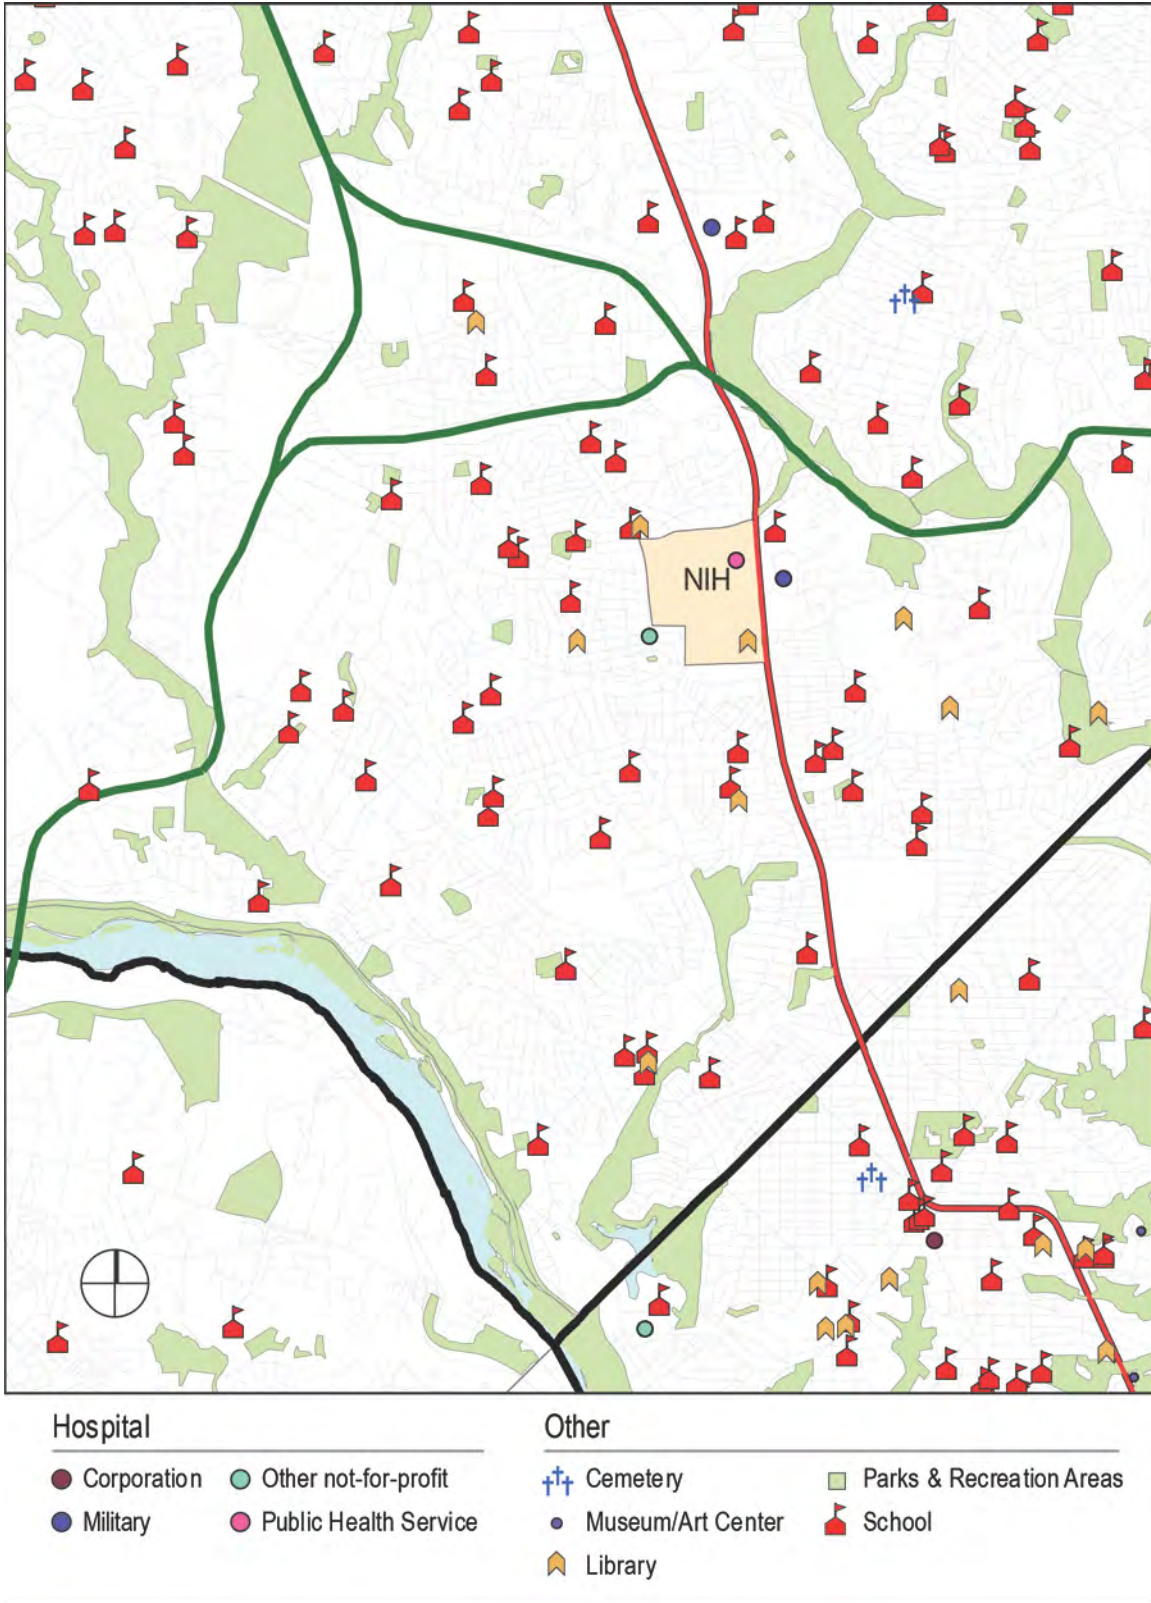 NIH
Hospital
Other
Corporation
Other not-for-profit
Cemetery
Parks & Recreation Areas
Military
Public Health Service
Museum/Art Center
School
Library